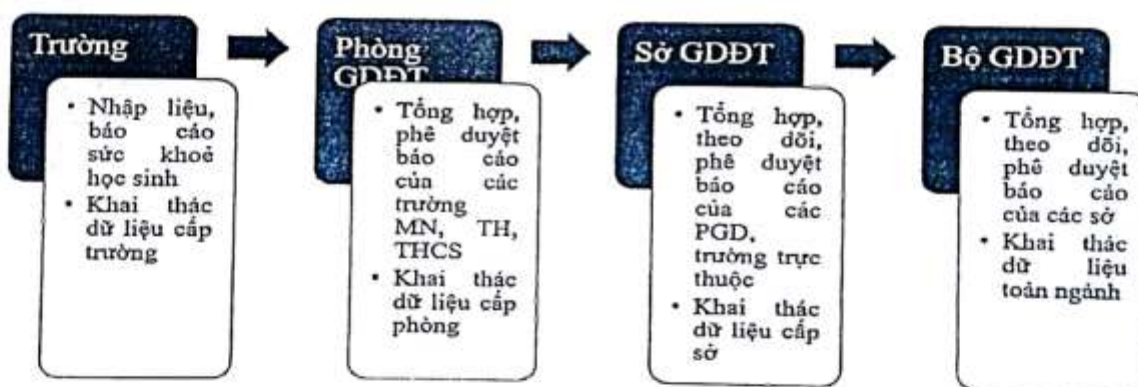 Trường
• Nhập liệu,
báo cáo
sức khoẻ
học sinh
• Khai thác
dữ liệu cấp
trường
Phòng
GDĐT
• Tổng hợp,
phê duyệt
báo cáo
của các
trường
MN, TH,
THCS
• Khai thác
dữ liệu cấp
phòng
Sở GDĐT
• Tổng hợp,
theo dõi,
phê duyệt
báo cáo
của các
PGD,
trường trực
thuộc
• Khai thác
dữ liệu cấp
sở
Bộ GDĐT
• Tổng hợp,
theo dõi,
phê duyệt
báo cáo
của các sở
• Khai thác
dữ liệu
toàn ngành